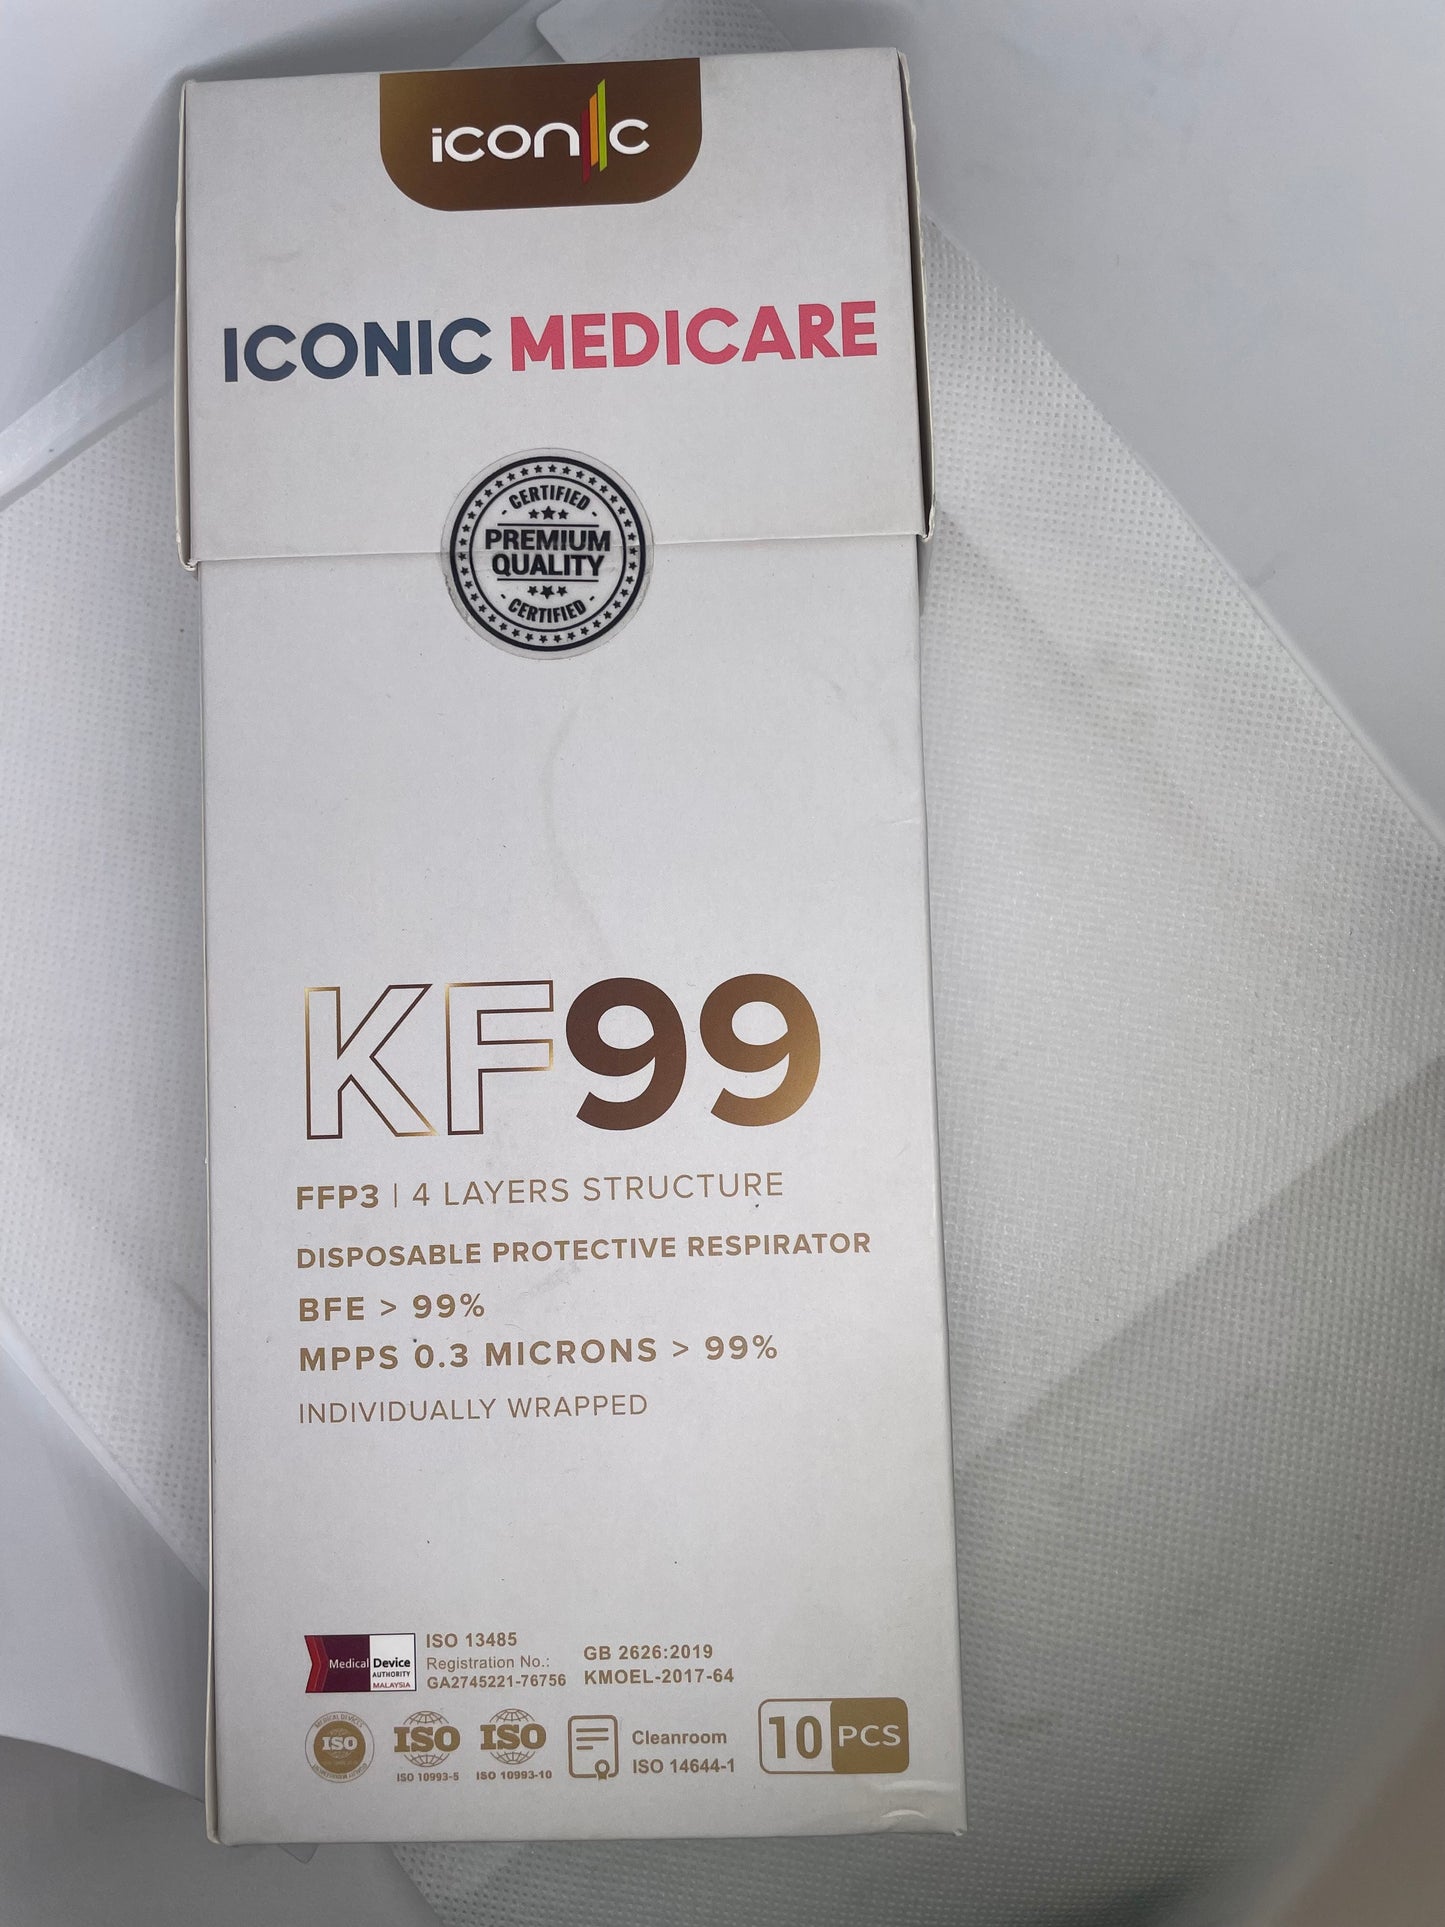 iconic
ICONIC MEDICARE
CERTIFIED
PREMIUM
QUALITY
CERTIFIED
KF99
FFP3 | 4 LAYERS STRUCTURE
DISPOSABLE PROTECTIVE RESPIRATOR
BFE > 99%
MPPS 0.3 MICRONS > 99%
INDIVIDUALLY WRAPPED
Medical Device
AUTHORITY
MALAYSIA
ISO 13485
Registration No.:
GA2745221-76756
GB 2626:2019
KMOEL-2017-64
MEDICAL DEVICES
ISO
ISO
ISO 10993-5
ISO
ISO 10993-10
Cleanroom
ISO 14644-1
10 PCS